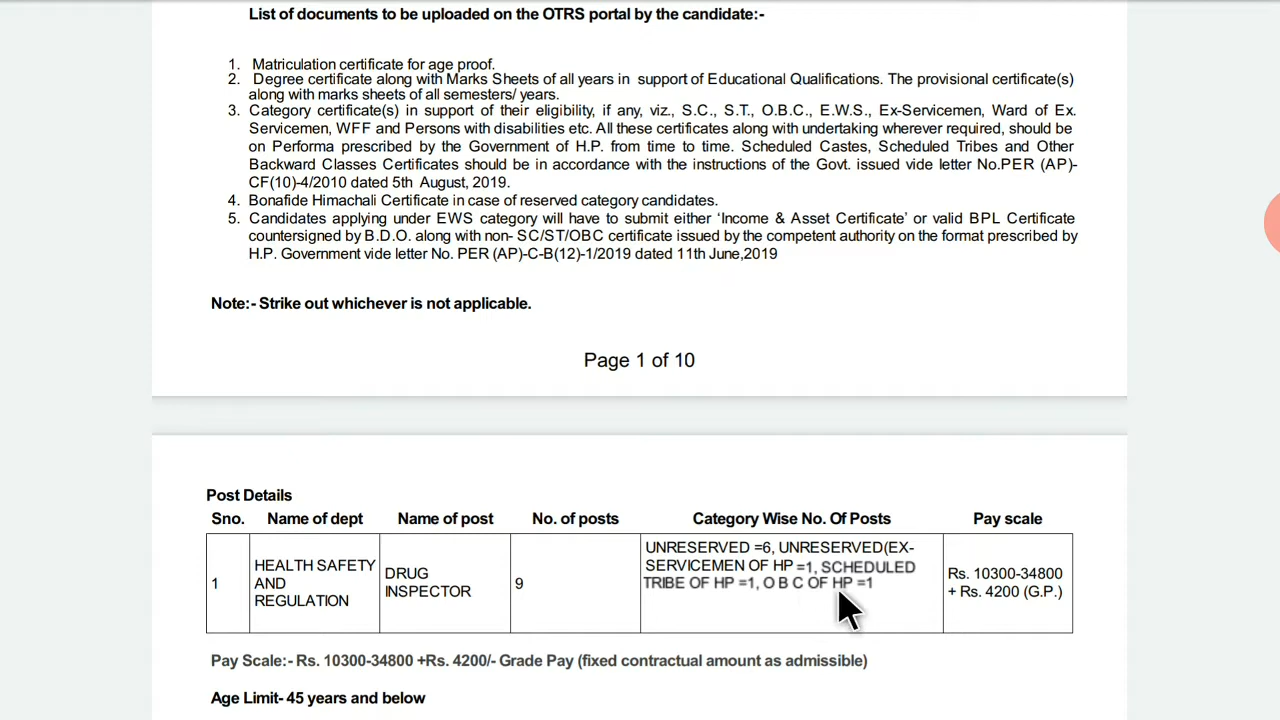 List of documents to be uploaded on the OTRS portal by the candidate:-
1. Matriculation certificate for age proof.
2. Degree certificate along with Marks Sheets of all years in support of Educational Qualifications. The provisional certificate(s)
along with marks sheets of all semesters/ years.
3. Category certificate(s) in support of their eligibility, if any, viz., S.C., S.T., O.B.C., E.W.S., Ex-Servicemen, Ward of Ex.
Servicemen, WFF and Persons with disabilities etc. All these certificates along with undertaking wherever required, should be
on Performa prescribed by the Government of H.P. from time to time. Scheduled Castes, Scheduled Tribes and Other
Backward Classes Certificates should be in accordance with the instructions of the Govt. issued vide letter No.PER (AP)-
CF(10)-4/2010 dated 5th August, 2019.
4. Bonafide Himachali Certificate in case of reserved category candidates.
5. Candidates applying under EWS category will have to submit either ‘Income & Asset Certificate’ or valid BPL Certificate
countersigned by B.D.O. along with non- SC/ST/OBC certificate issued by the competent authority on the format prescribed by
H.P. Government vide letter No. PER (AP)-C-B(12)-1/2019 dated 11th June,2019
Note:- Strike out whichever is not applicable.
Page 1 of 10
Post Details
Sno. Name of dept Name of post No. of posts Category Wise No. Of Posts Pay scale
1 HEALTH SAFETY AND REGULATION DRUG INSPECTOR 9 UNRESERVED =6, UNRESERVED(EX-
SERVICEMEN OF HP =1, SCHEDULED
TRIBE OF HP =1, O B C OF HP =1
Rs. 10300-34800
+ Rs. 4200 (G.P.)
Pay Scale:- Rs. 10300-34800 +Rs. 4200/- Grade Pay (fixed contractual amount as admissible)
Age Limit- 45 years and below